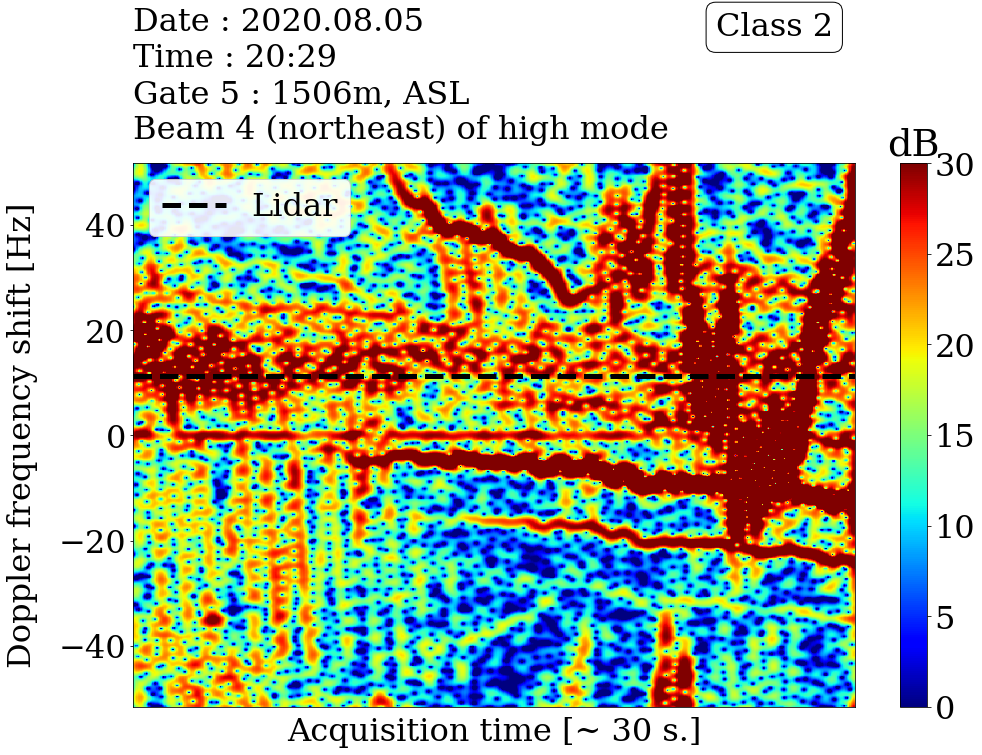 Date : 2020.08.05
Time : 20:29
Gate 5 : 1506m, ASL
Beam 4 (northeast) of high mode
Class 2
dB
Lidar
Doppler frequency shift [Hz]
40
20
0
−20
−40
30
25
20
15
10
5
0
Acquisition time [~ 30 s.]